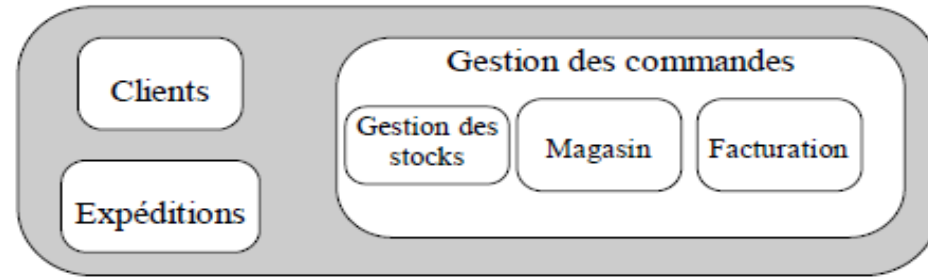 Clients
Expéditions
Gestion des commandes
Gestion des
stocks
Magasin
Facturation